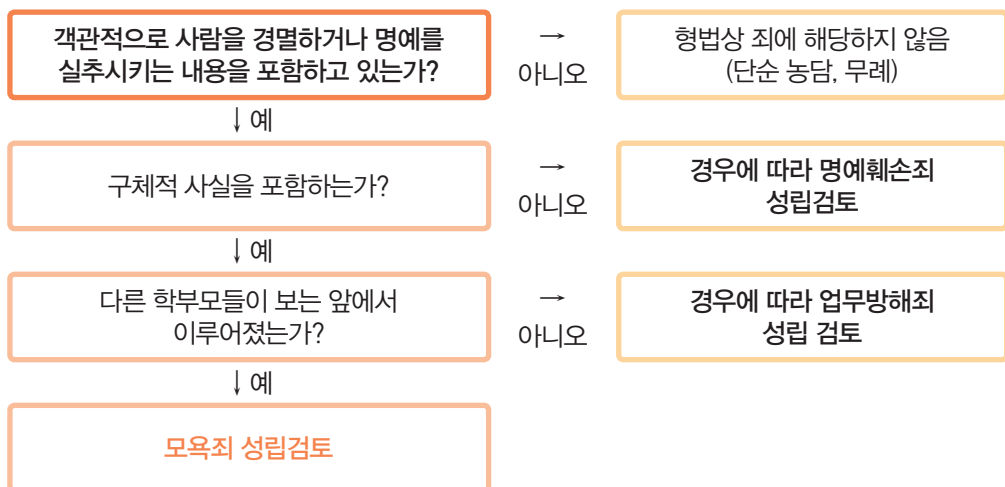 객관적으로 사람을 경멸하거나 명예를
실추시키는 내용을 포함하고 있는가?
→
아니오
형법상 죄에 해당하지 않음
(단순 농담, 무례)
↓ 예
구체적 사실을 포함하는가?
→
아니오
경우에 따라 명예훼손죄
성립검토
↓ 예
다른 학부모들이 보는 앞에서
이루어졌는가?
→
아니오
경우에 따라 업무방해죄
성립 검토
↓ 예
모욕죄 성립검토